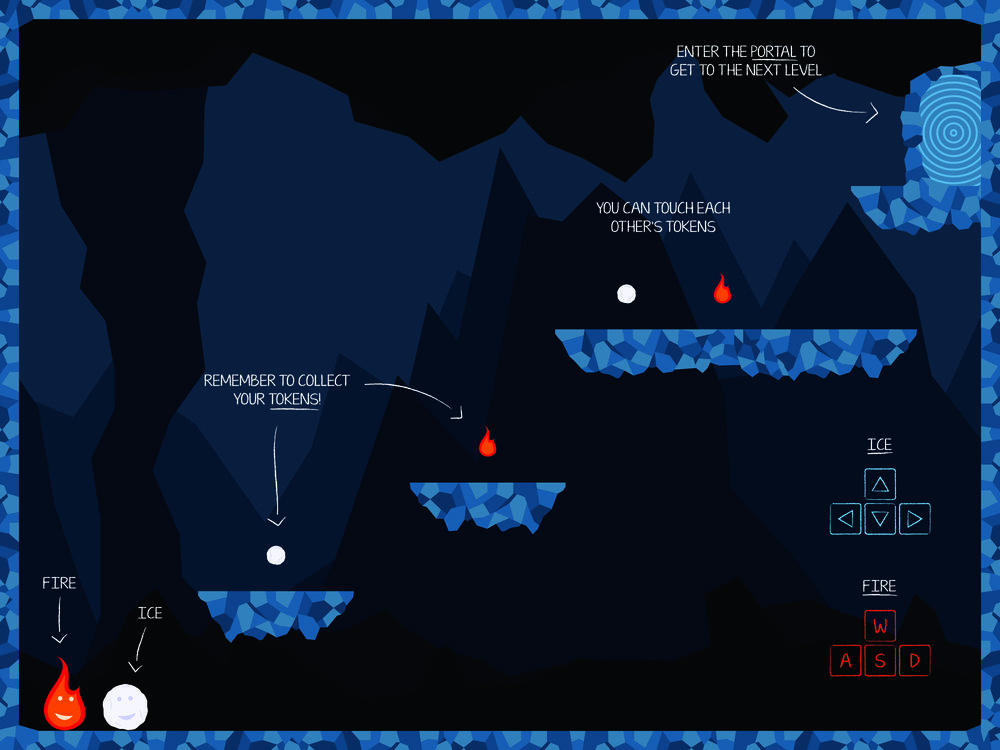 ENTER THE PORTAL TO
GET TO THE NEXT LEVEL
YOU CAN TOUCH EACH
OTHER'S TOKENS
REMEMBER TO COLLECT
YOUR TOKENS!
ICE
FIRE
ICE
FIRE
W
A S D